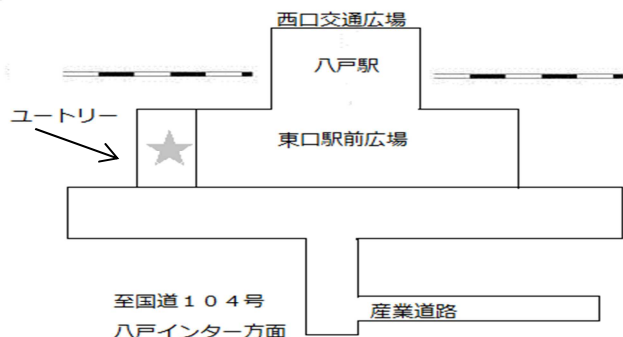 西口交通広場
八戸駅
ユートリー
東口駅前広場
至国道１０４号
八戸インター方面
産業道路